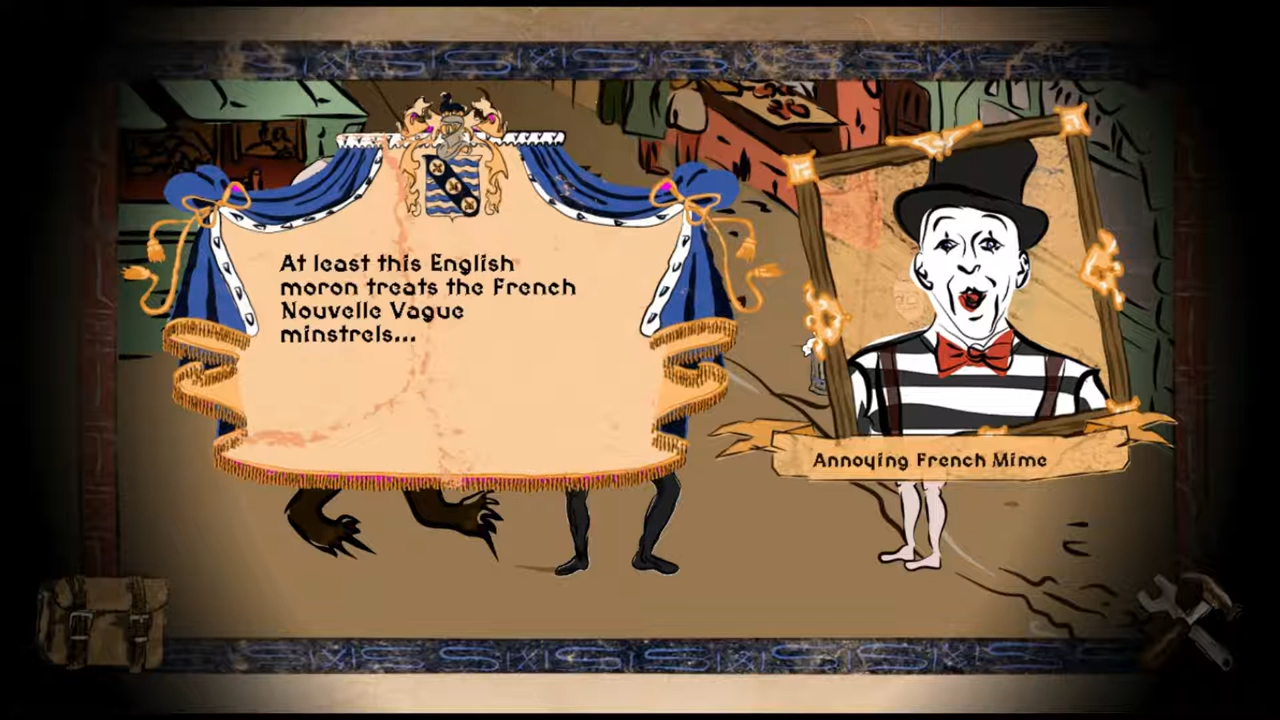 At least this English
moron treats the French
Nouvelle Vague
minstrels...
Annoying French Mime